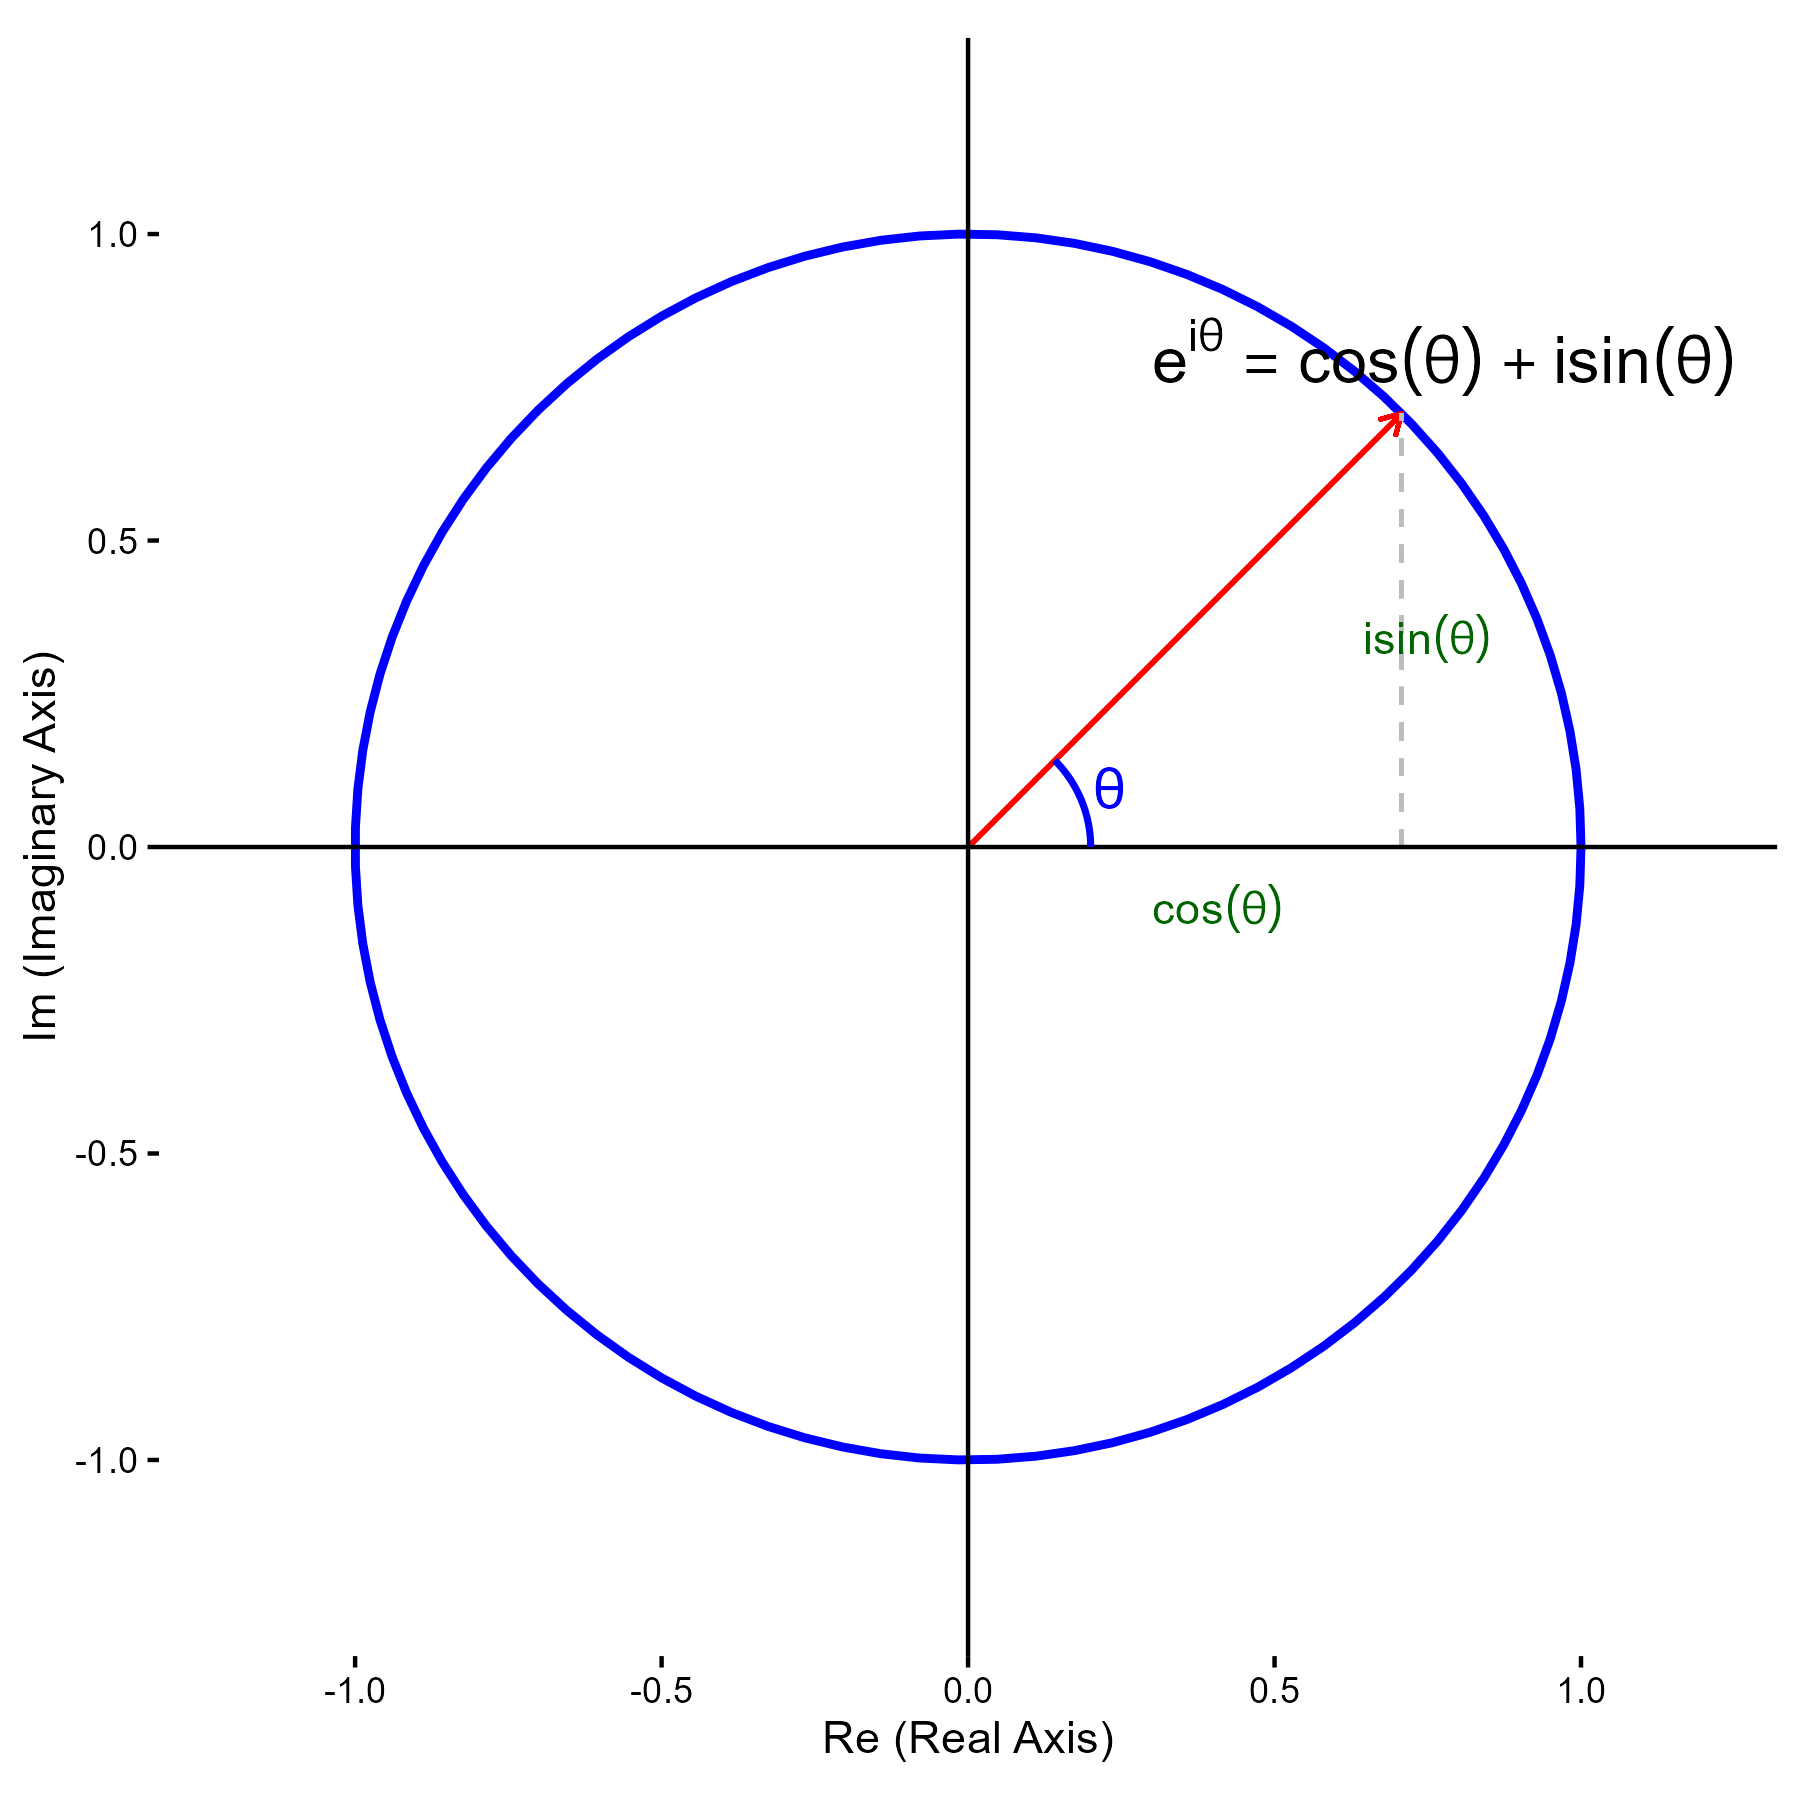 1.0
e^{iθ} = cos(θ) + isin(θ)
0.5
isin(θ)
θ
0.0
cos(θ)
Im (Imaginary Axis)
-0.5
-1.0
-1.0 -0.5 0.0 0.5 1.0
Re (Real Axis)